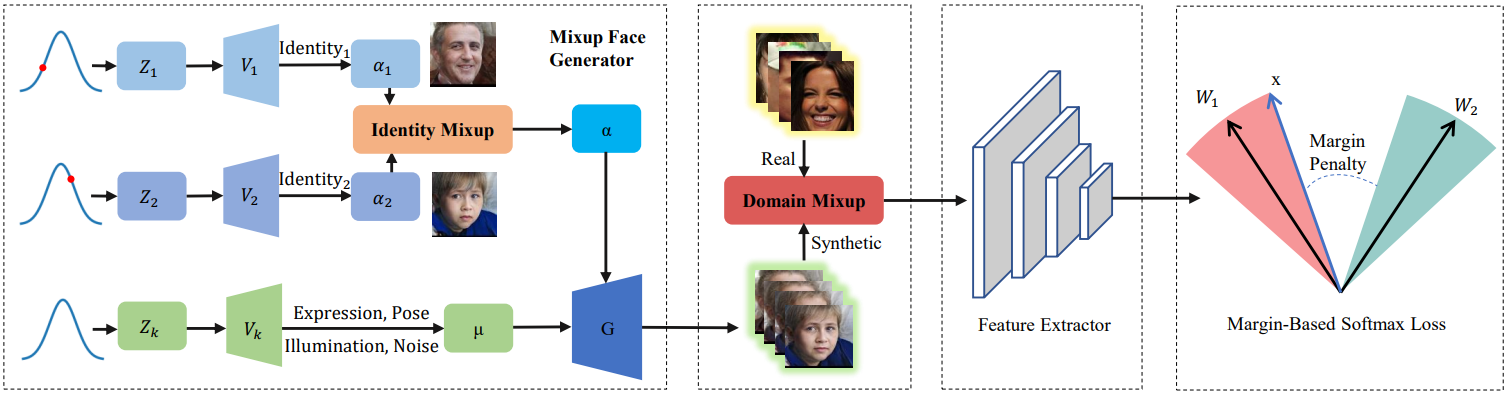 Mixup Face
Generator
Z₁
V₁
Identity₁
α₁
Identity Mixup
α
Z₂
V₂
Identity₂
α₂
Zₖ
Vₖ
Expression, Pose
Illumination, Noise
μ
G
Real
Domain Mixup
Synthetic
Feature Extractor
W₁
x
W₂
Margin
Penalty
Margin-Based Softmax Loss